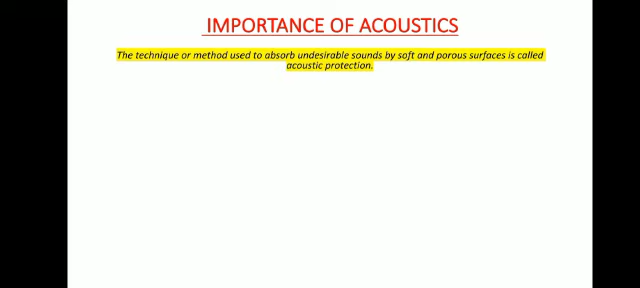 IMPORTANCE OF ACOUSTICS
The technique or method used to absorb undesirable sounds by soft and porous surfaces is called
acoustic protection.